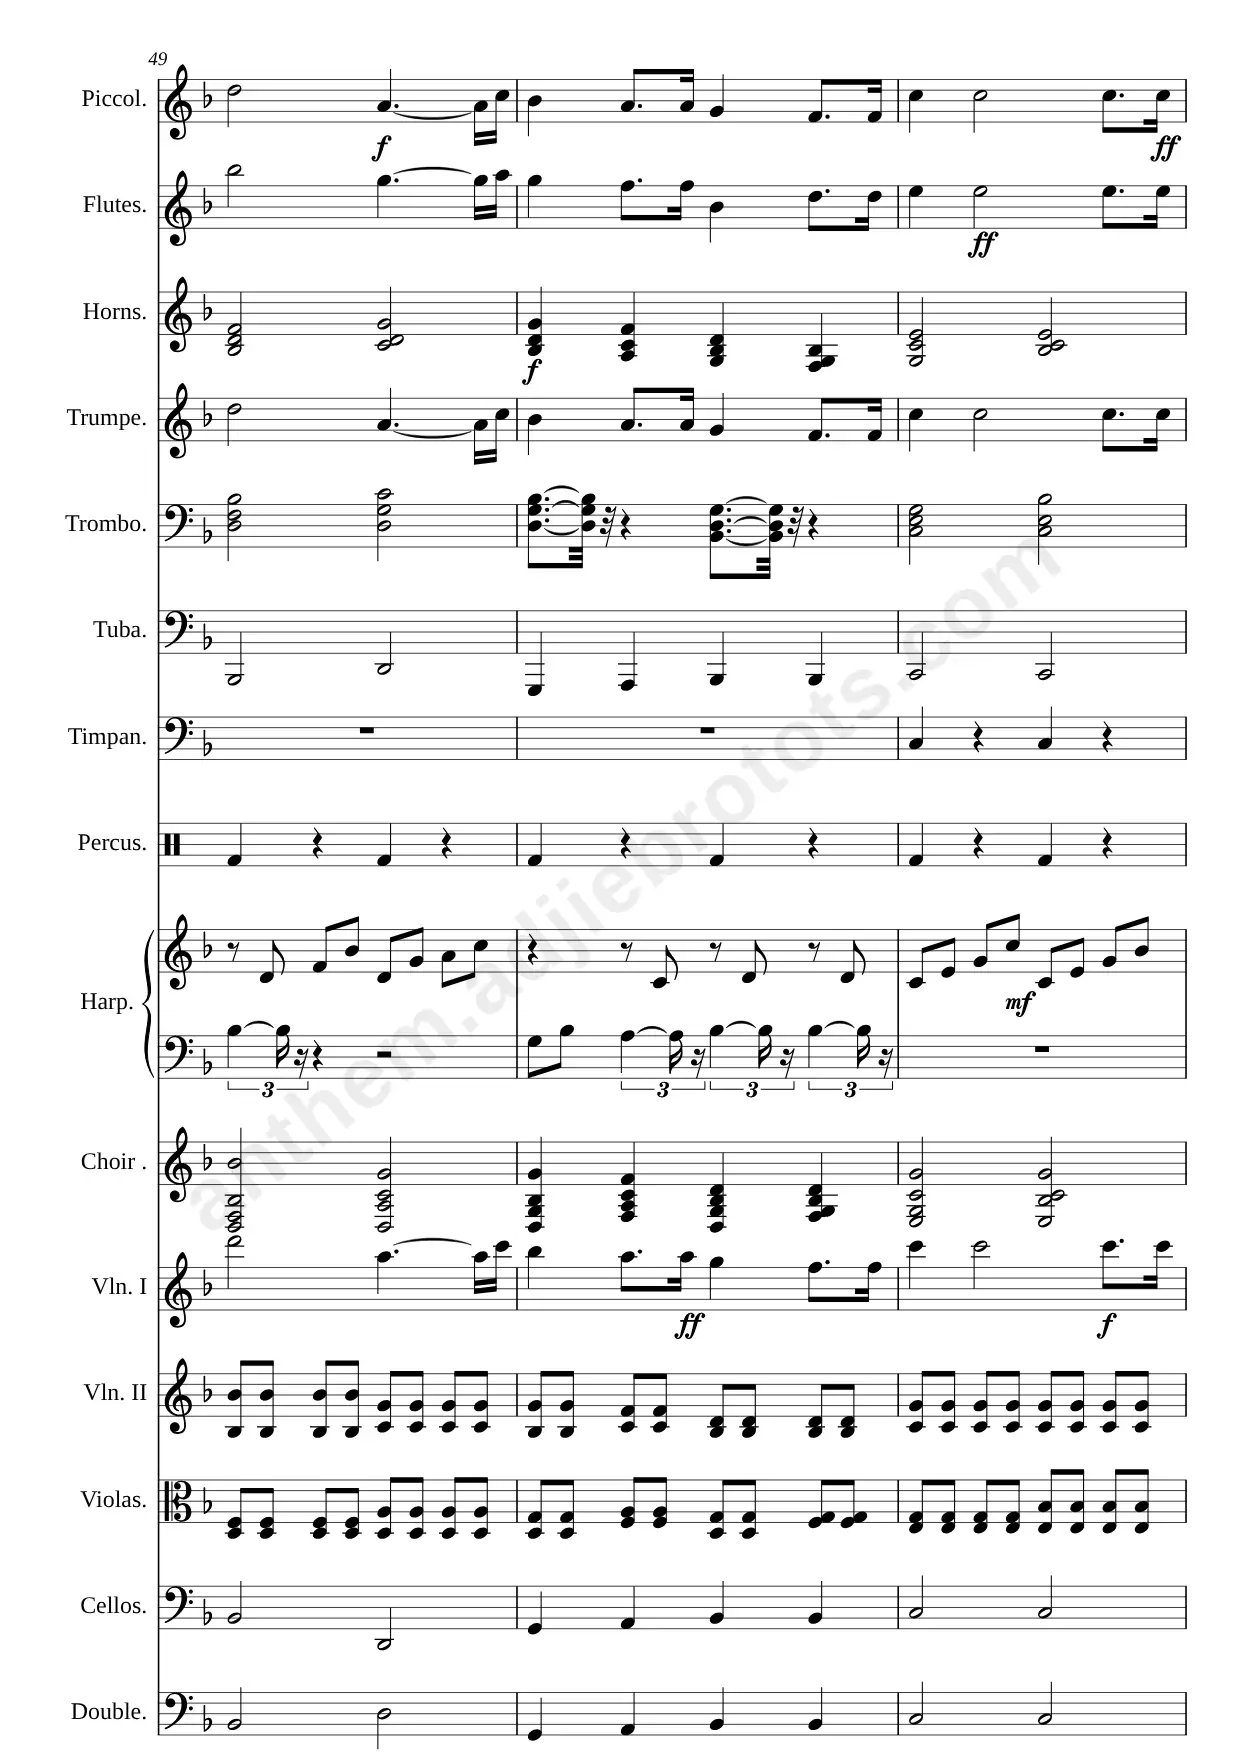 49
Piccol.
f
ff
Flutes.
ff
Horns.
f
Trumpe.
Trombo.
Tuba.
Timpan.
Percus.
Harp.
mf
3
3
3
3
Choir .
Vln. I
ff
f
Vln. II
Violas.
Cellos.
Double.
anthem.adjiebrotots.com